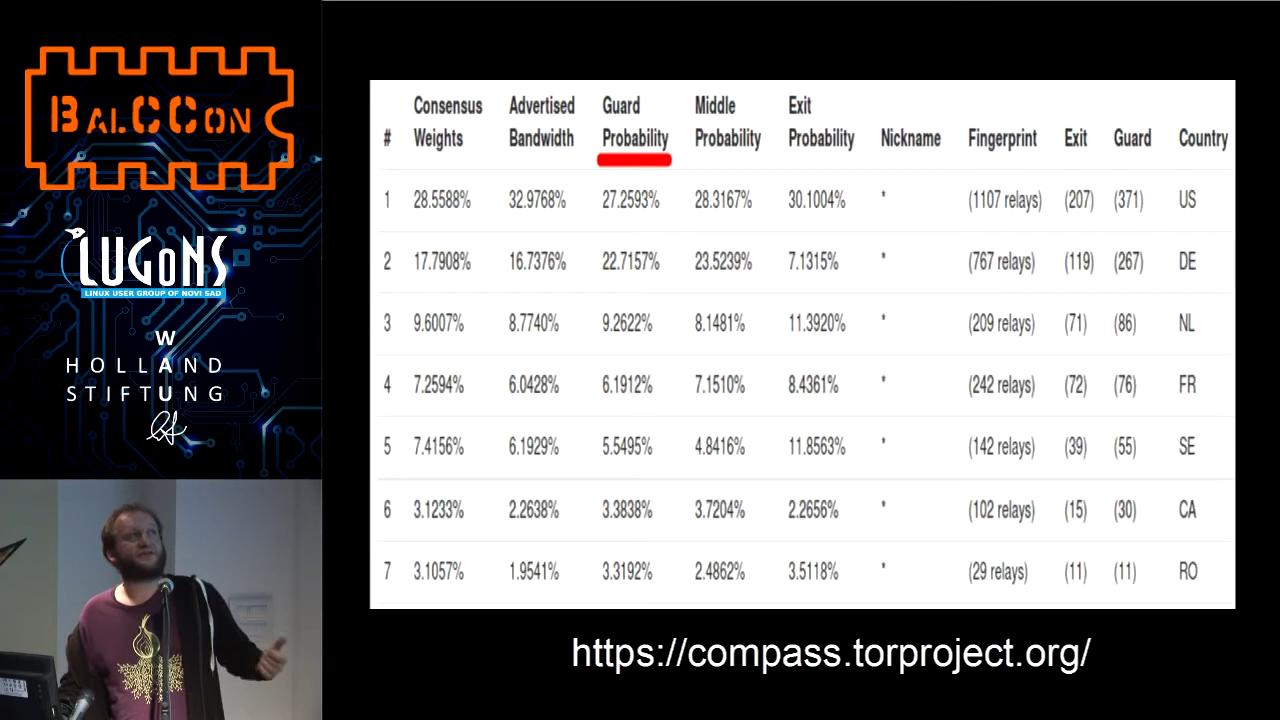 BALCCON
LUGONS
LINUX USER GROUP OF NOVI SAD
W
HOLLAND
STIFTUNG
# Consensus Weights Advertised Bandwidth Guard Probability Middle Probability Exit Probability Nickname Fingerprint Exit Guard Country
1 28.5588% 32.9768% 27.2593% 28.3167% 30.1004% * (1107 relays) (207) (371) US
2 17.7908% 16.7376% 22.7157% 23.5239% 7.1315% * (767 relays) (119) (267) DE
3 9.6007% 8.7740% 9.2622% 8.1481% 11.3920% * (209 relays) (71) (86) NL
4 7.2594% 6.0428% 6.1912% 7.1510% 8.4361% * (242 relays) (72) (76) FR
5 7.4156% 6.1929% 5.5495% 4.8416% 11.8563% * (142 relays) (39) (55) SE
6 3.1233% 2.2638% 3.3838% 3.7204% 2.2656% * (102 relays) (15) (30) CA
7 3.1057% 1.9541% 3.3192% 2.4862% 3.5118% * (29 relays) (11) (11) RO
https://compass.torproject.org/